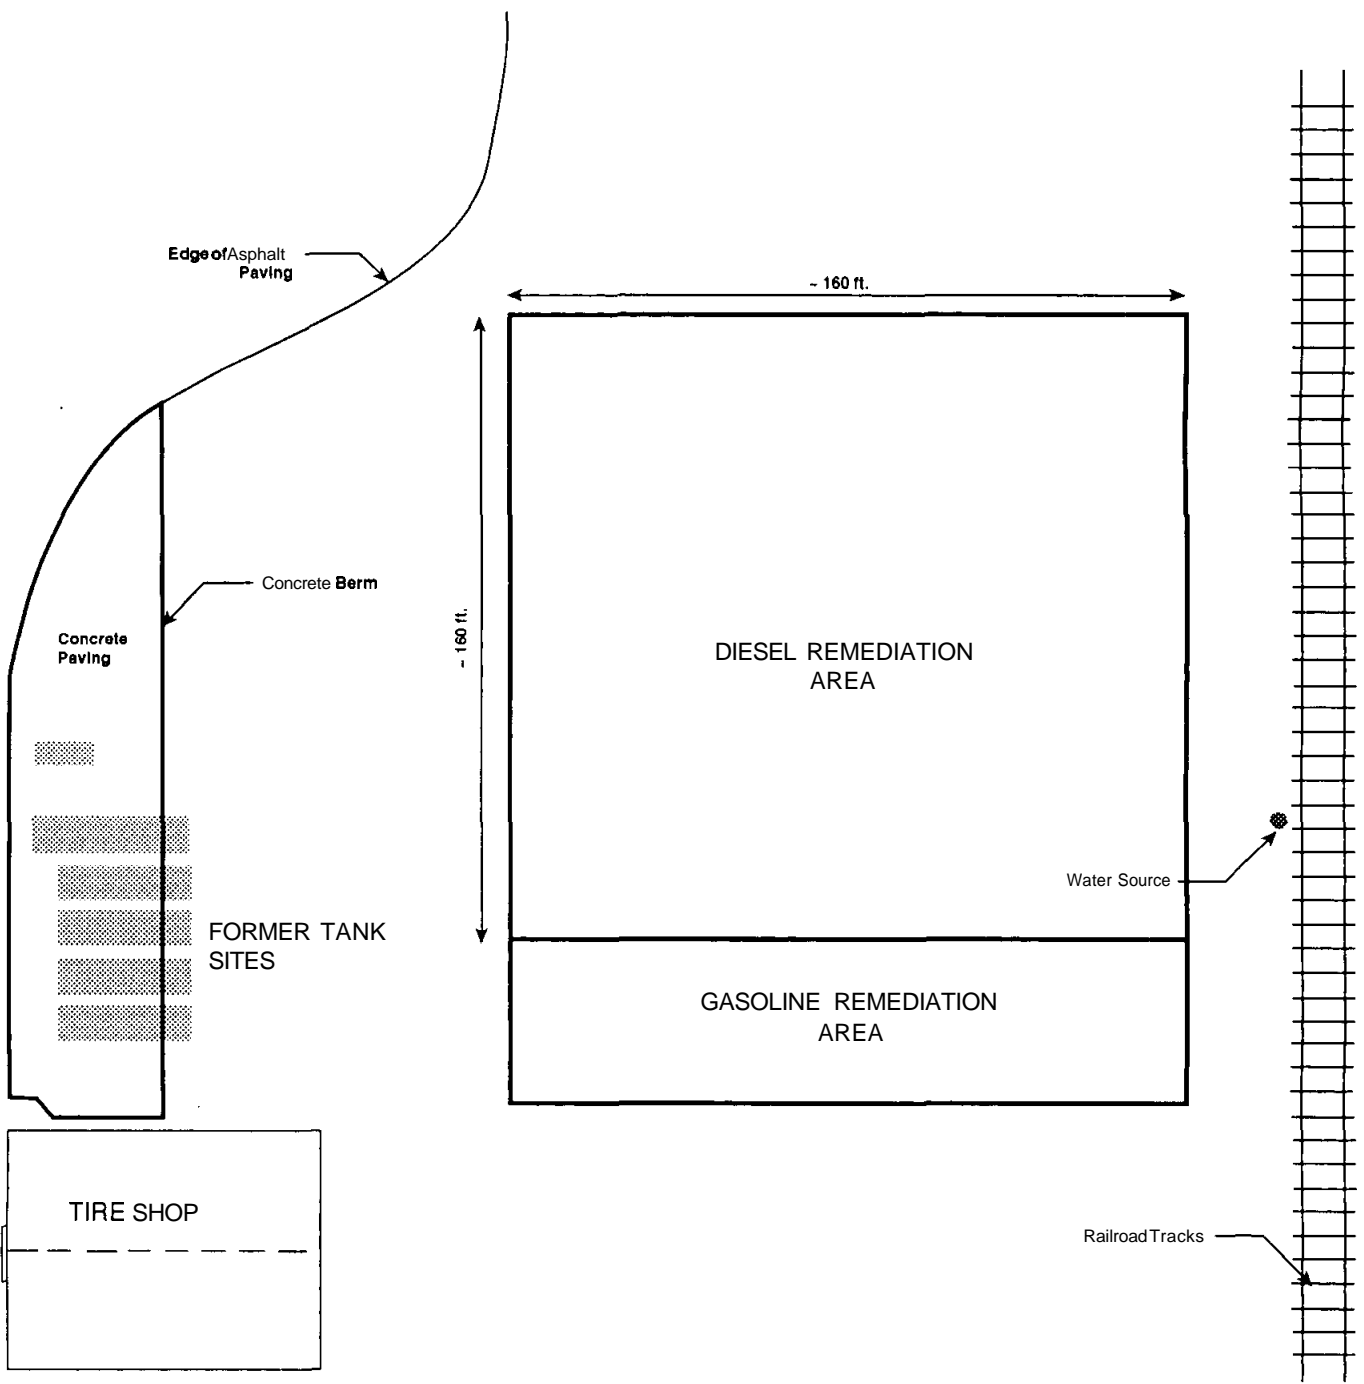 ~ 160 ft.
Edge of Asphalt
Paving
Concrete Berm
~ 160 ft.
Concrete
Paving
DIESEL REMEDIATION
AREA
Water Source
FORMER TANK
SITES
GASOLINE REMEDIATION
AREA
TIRE SHOP
Railroad Tracks